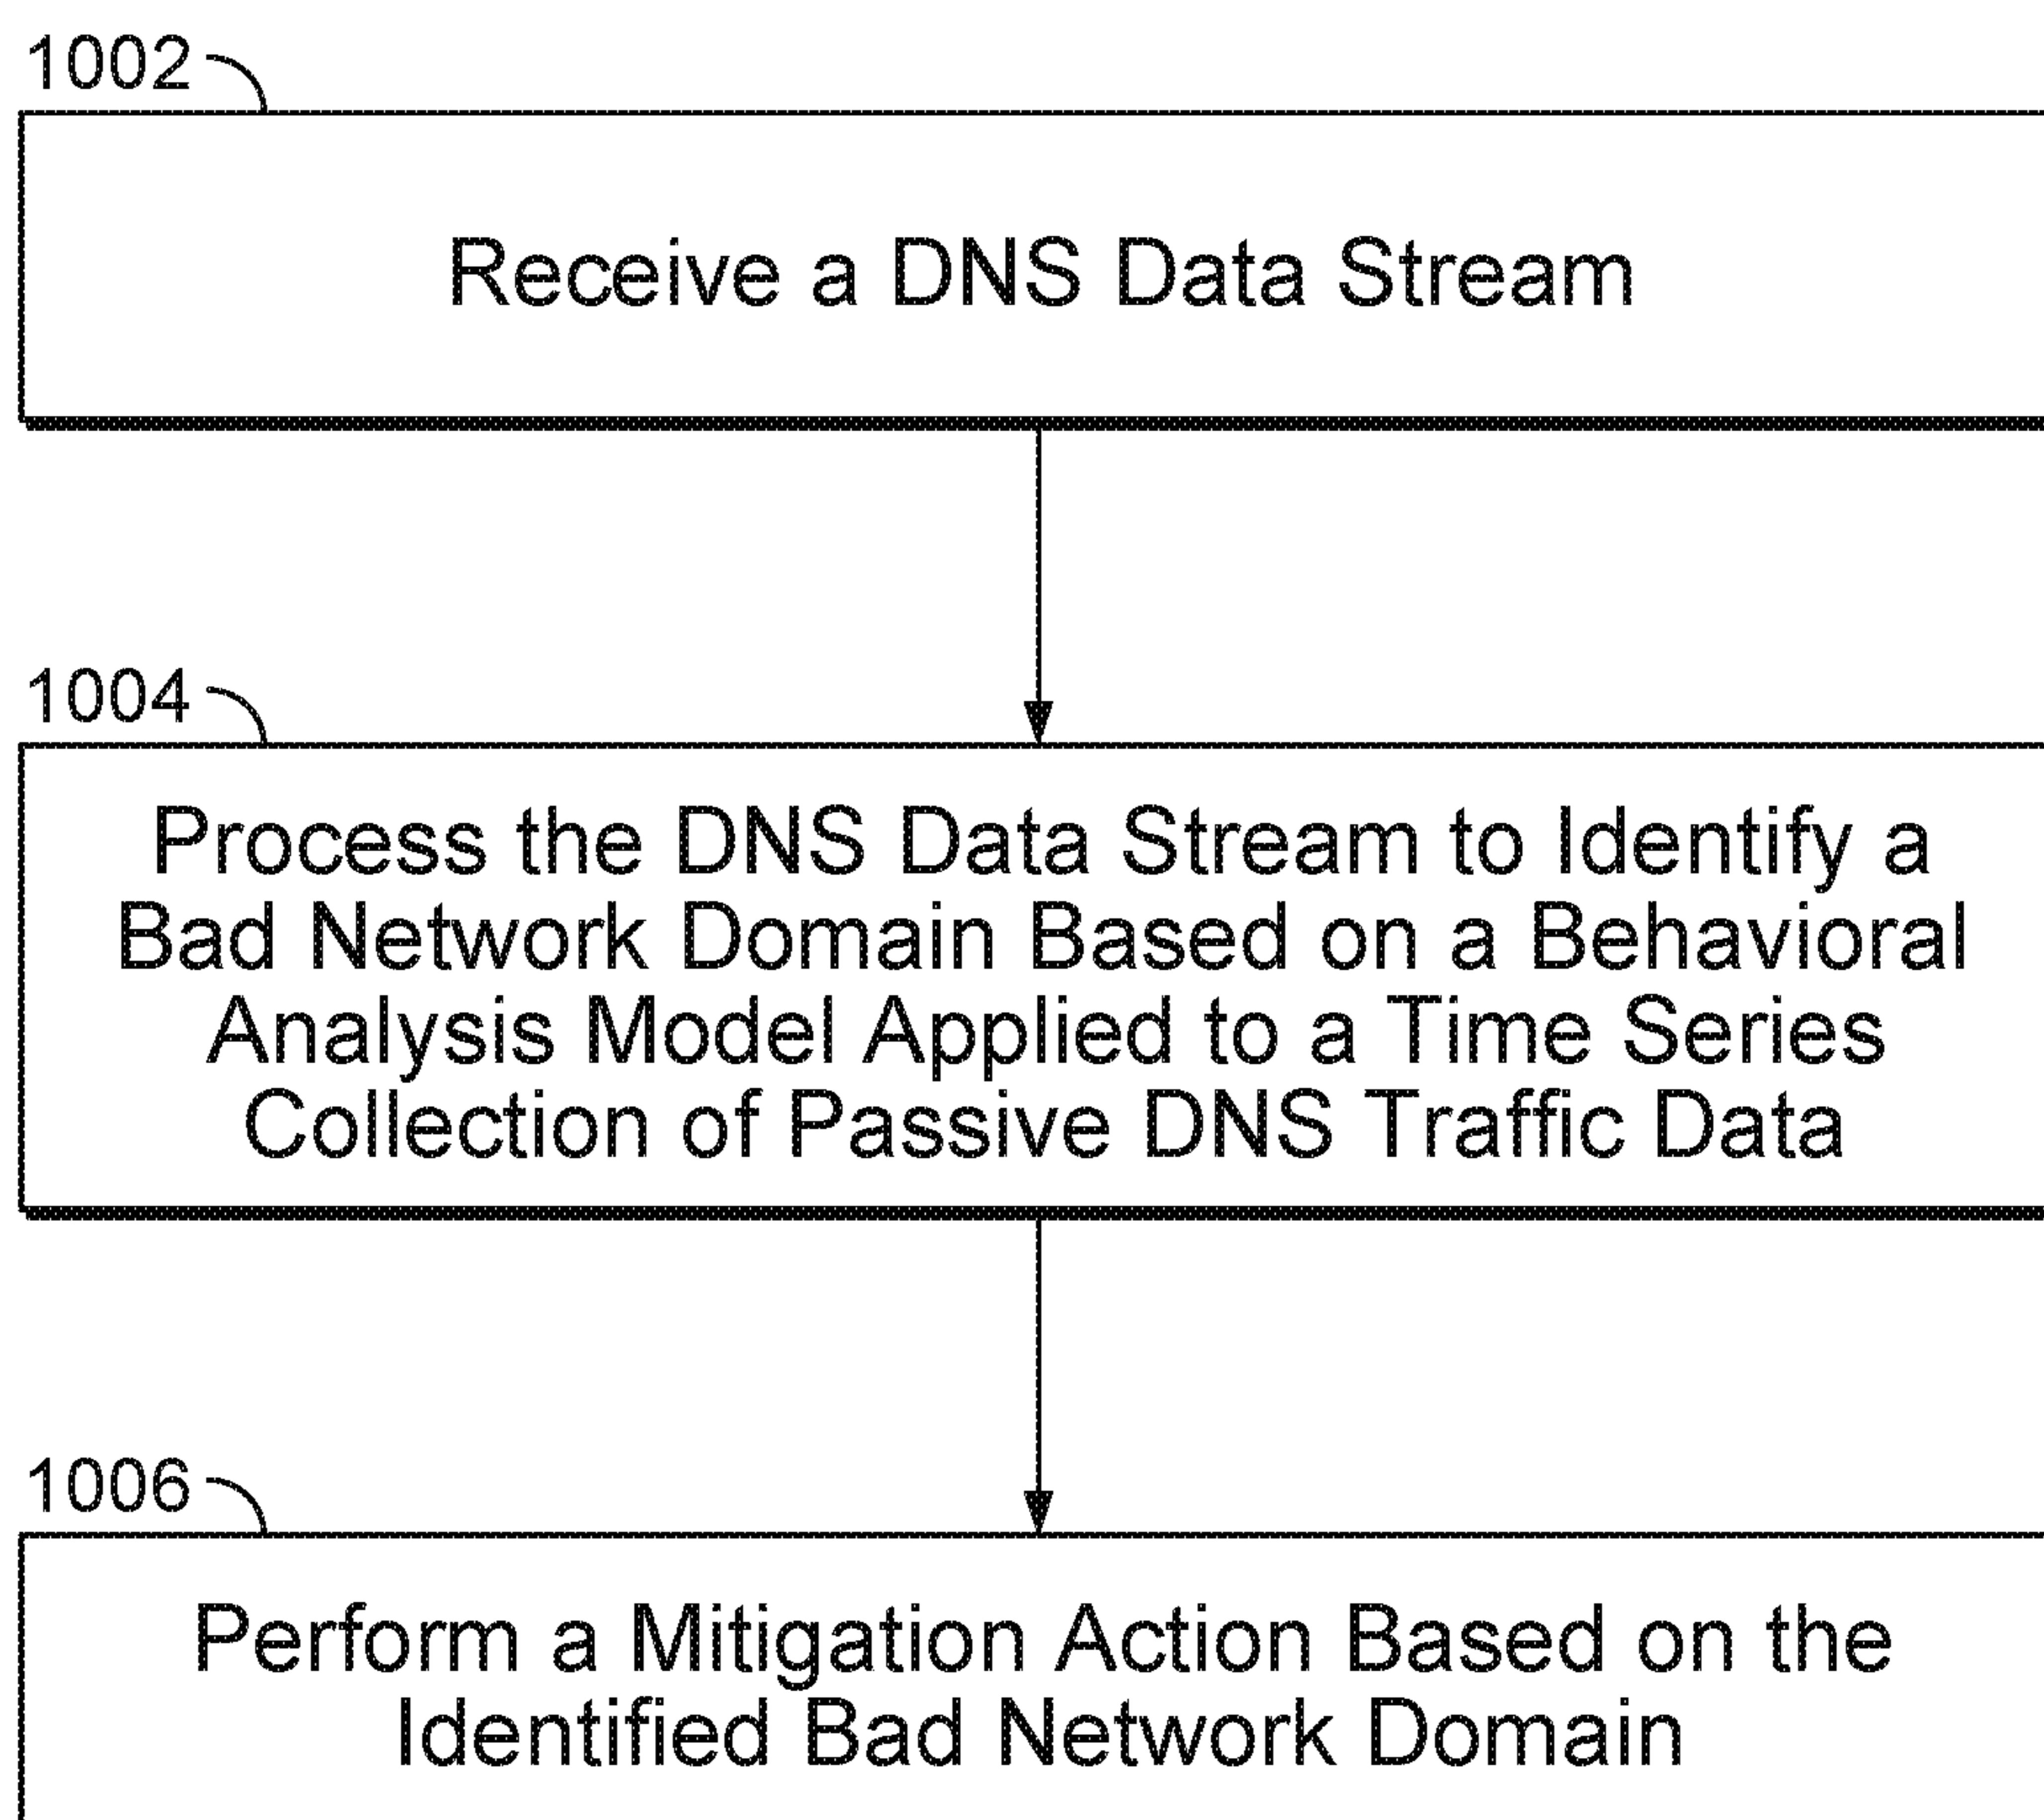 1002
Receive a DNS Data Stream
1004
Process the DNS Data Stream to Identify a
Bad Network Domain Based on a Behavioral
Analysis Model Applied to a Time Series
Collection of Passive DNS Traffic Data
1006
Perform a Mitigation Action Based on the
Identified Bad Network Domain